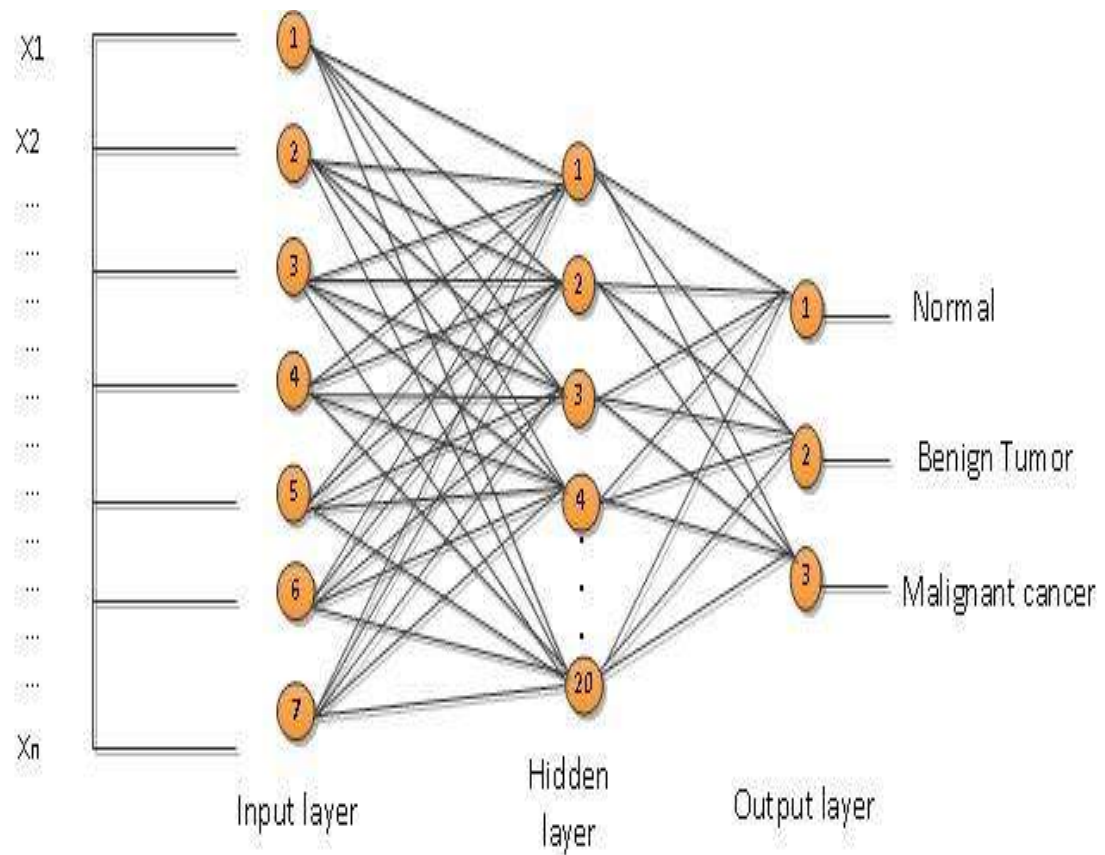 X1
X2
...
...
...
...
...
...
...
...
...
...
...
Xn
1
2
3
4
5
6
7
Input layer
1
2
3
4
.
.
.
20
Hidden
layer
1
2
3
Output layer
Normal
Benign Tumor
Malignant cancer